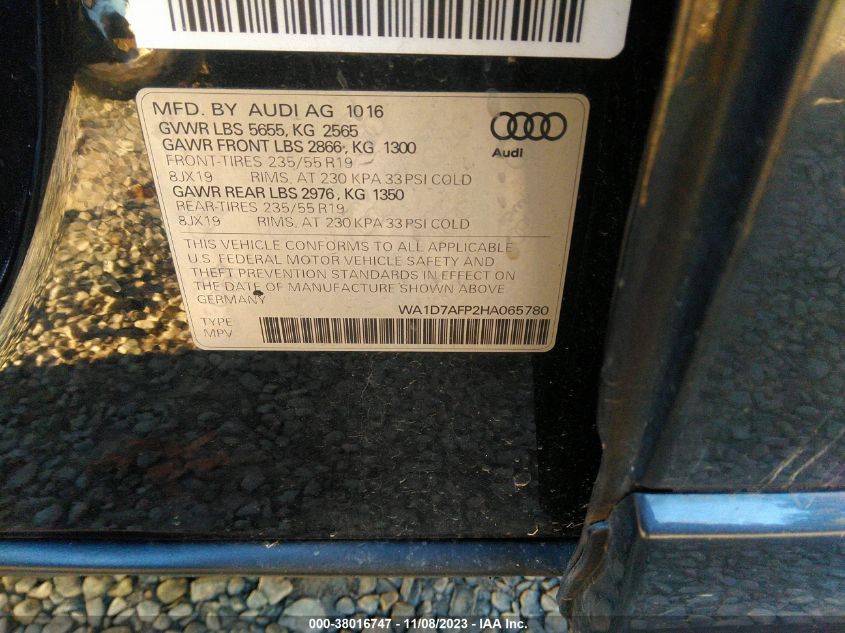 MFD. BY AUDI AG 1016
GVWR LBS 5655, KG 2565
GAWR FRONT LBS 2866, KG 1300
FRONT-TIRES 235/55 R19
8JX19 RIMS, AT 230 KPA 33 PSI COLD
GAWR REAR LBS 2976, KG 1350
REAR-TIRES 235/55 R19
8JX19 RIMS, AT 230 KPA 33 PSI COLD
Audi
THIS VEHICLE CONFORMS TO ALL APPLICABLE
U.S. FEDERAL MOTOR VEHICLE SAFETY AND
THEFT PREVENTION STANDARDS IN EFFECT ON
THE DATE OF MANUFACTURE SHOWN ABOVE
GERMANY
WA1D7AFP2HA065780
TYPE
MPV
000-38016747 - 11/08/2023 - IAA Inc.